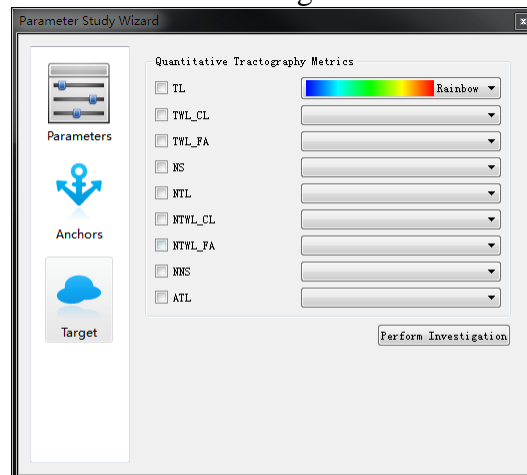 Parameter Study Wizard
x
Parameters
Anchors
Target
Quantitative Tractography Metrics
TL
Rainbow
TWL_CL
TWL_FA
NS
NTL
NTWL_CL
NTWL_FA
NNS
ATL
Perform Investigation